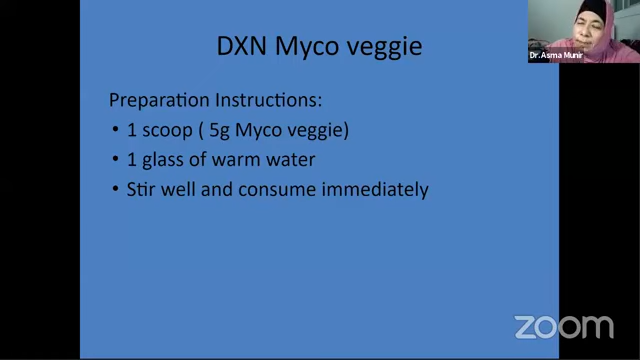 DXN Myco veggie
Dr. Asma Munir
Preparation Instructions:
• 1 scoop ( 5g Myco veggie)
• 1 glass of warm water
• Stir well and consume immediately
zoom